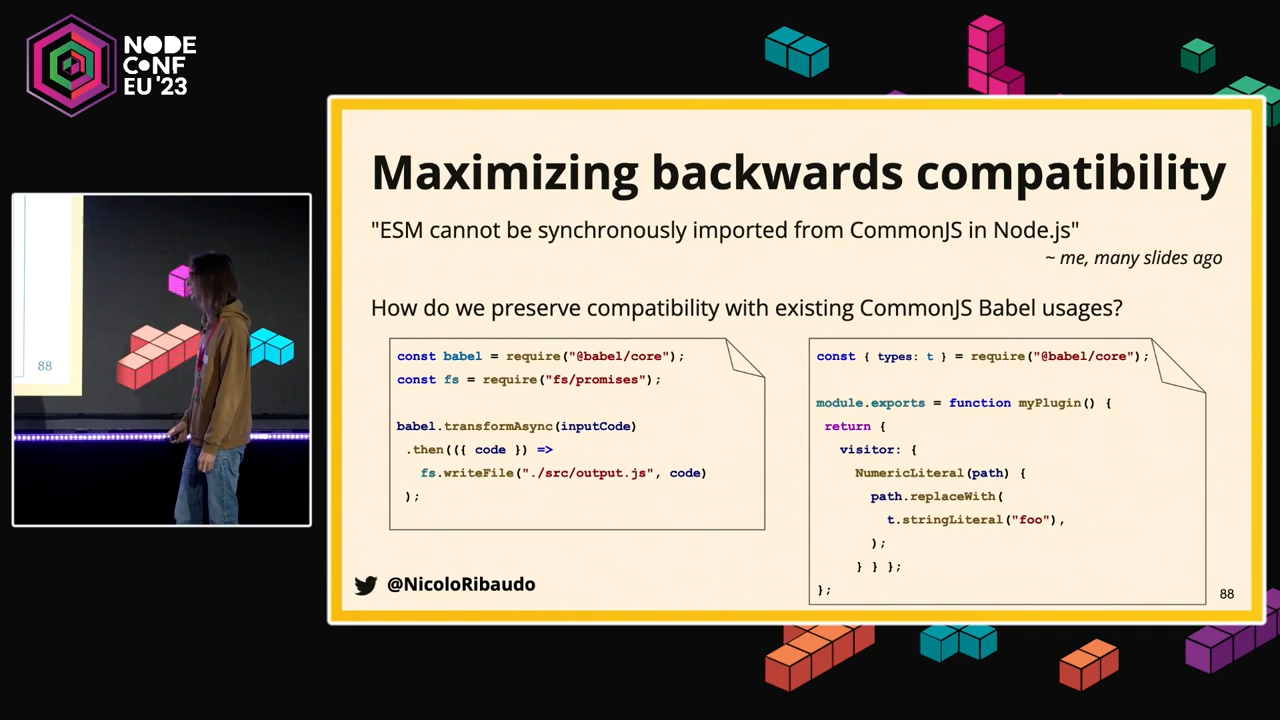 NODE
CONF
EU '23
88
Maximizing backwards compatibility
"ESM cannot be synchronously imported from CommonJS in Node.js"
~ me, many slides ago
How do we preserve compatibility with existing CommonJS Babel usages?
const babel = require("@babel/core");
const fs = require("fs/promises");
babel.transformAsync(inputCode)
.then(({ code }) =>
fs.writeFile("./src/output.js", code)
);
const { types: t } = require("@babel/core");
module.exports = function myPlugin() {
return {
visitor: {
NumericLiteral(path) {
path.replaceWith(
t.stringLiteral("foo"),
);
} } };
};
@NicoloRibaudo
88